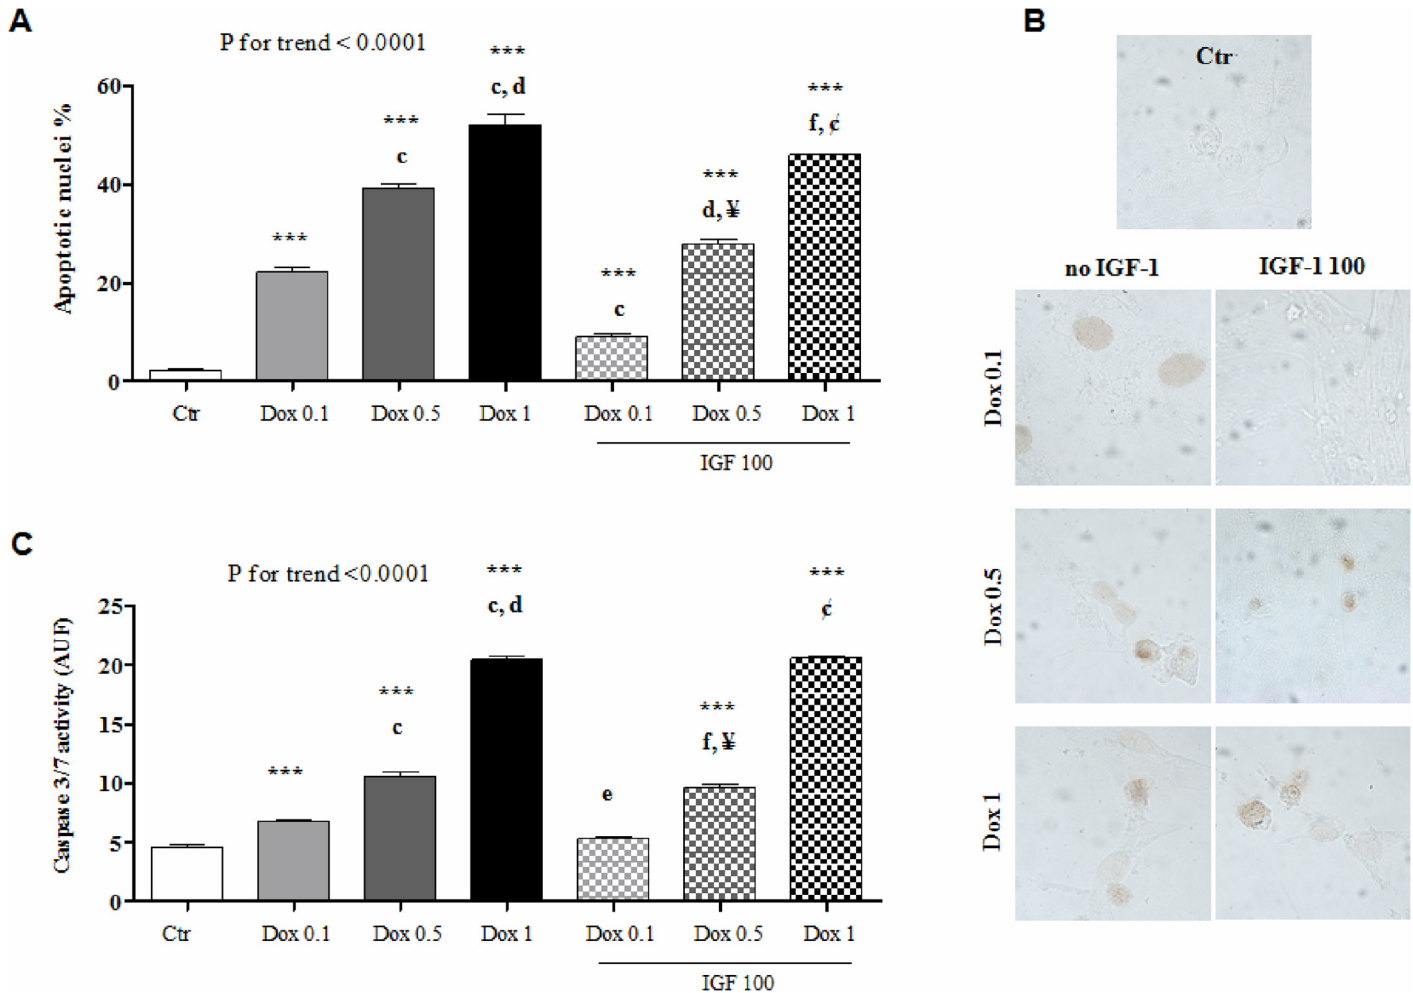 A
P for trend < 0.0001
Apoptotic nuclei %
60
40
20
0
***
***
c
***
c, d
***
c
***
d, ¥
***
f, ₵
Ctr
Dox 0.1
Dox 0.5
Dox 1
Dox 0.1
Dox 0.5
Dox 1
IGF 100
B
Ctr
no IGF-1
IGF-1 100
Dox 0.1
Dox 0.5
Dox 1
C
P for trend <0.0001
Caspase 3/7 activity (AUF)
25
20
15
10
5
0
***
***
c
***
c, d
e
***
f, ¥
***
¢
Ctr
Dox 0.1
Dox 0.5
Dox 1
Dox 0.1
Dox 0.5
Dox 1
IGF 100